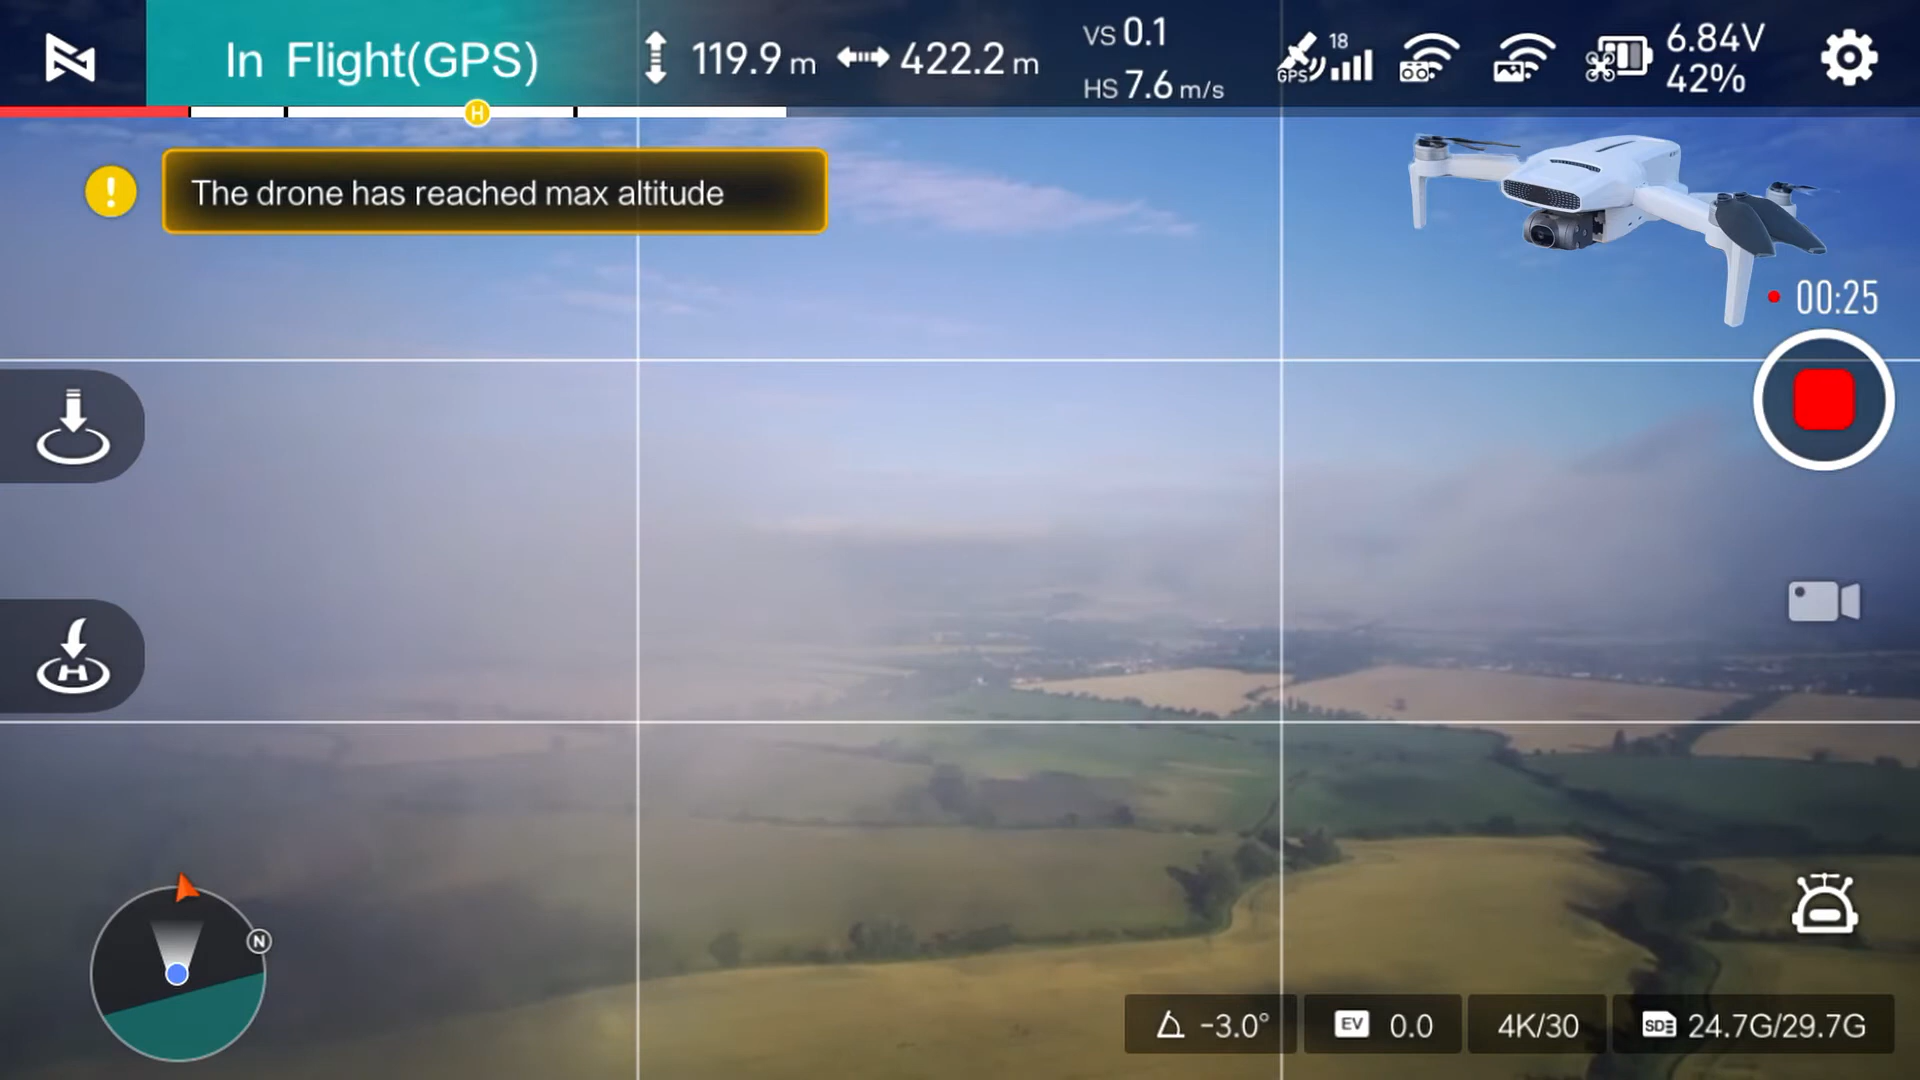 In Flight(GPS)
119.9 m
422.2 m
VS 0.1
HS 7.6 m/s
GPS
18
6.84V
42%
H
The drone has reached max altitude
00:25
H
N
-3.0°
EV 0.0
4K/30
SD 24.7G/29.7G